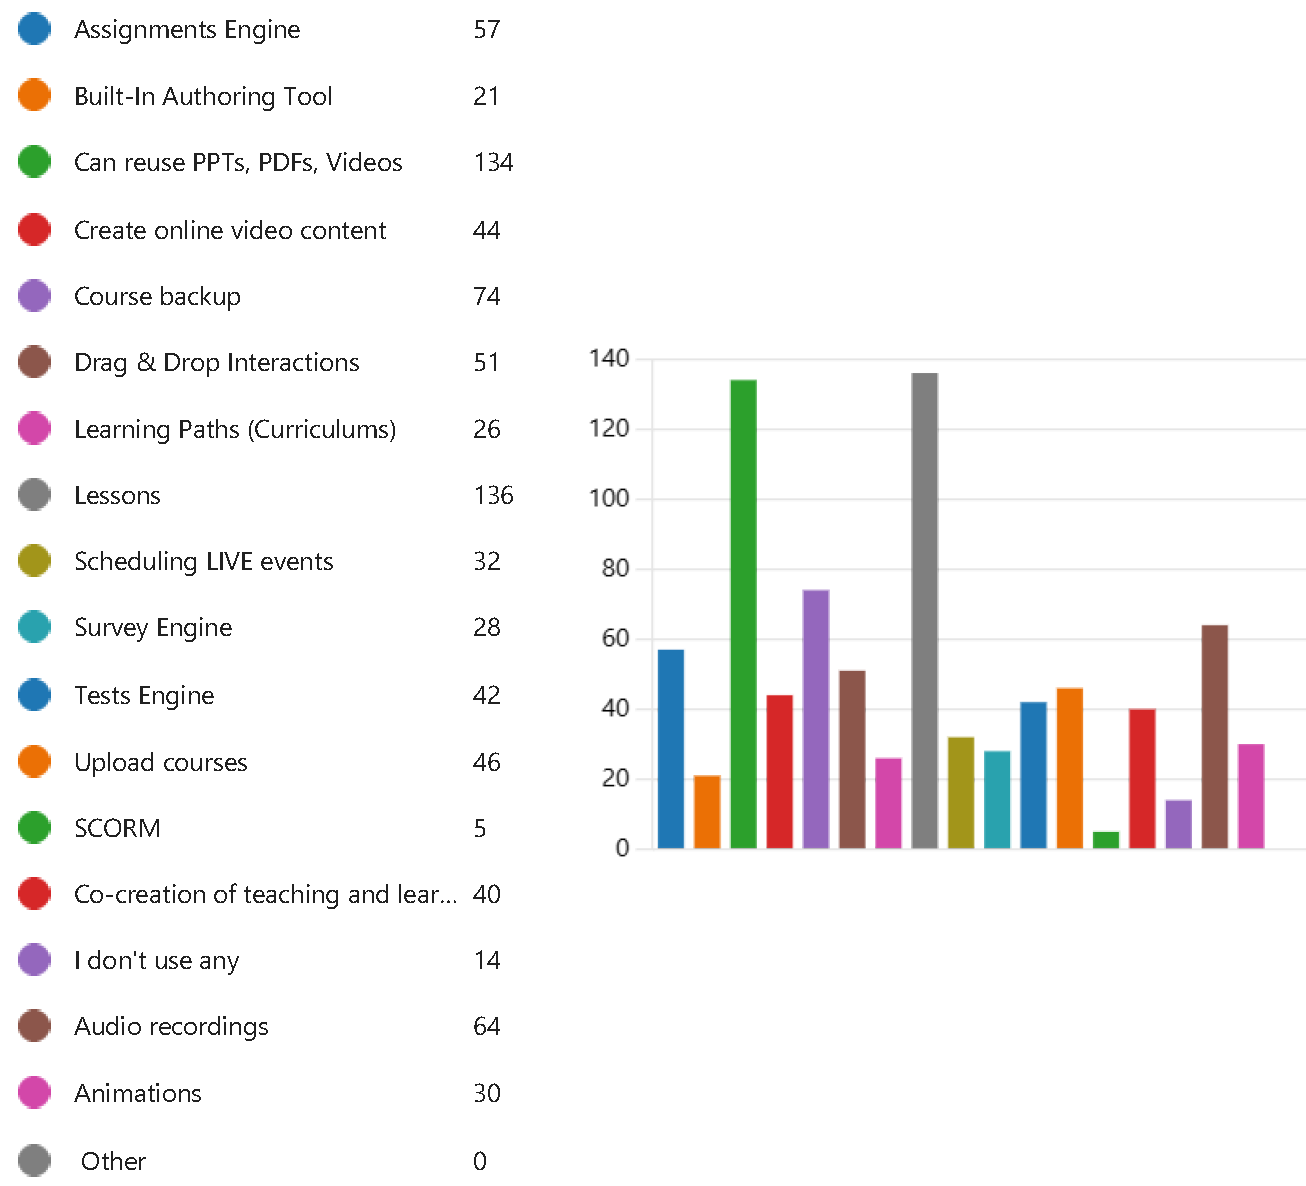 Assignments Engine 57
Built-In Authoring Tool 21
Can reuse PPTs, PDFs, Videos 134
Create online video content 44
Course backup 74
Drag & Drop Interactions 51
Learning Paths (Curriculums) 26
Lessons 136
Scheduling LIVE events 32
Survey Engine 28
Tests Engine 42
Upload courses 46
SCORM 5
Co-creation of teaching and lear... 40
I don't use any 14
Audio recordings 64
Animations 30
Other 0
140
120
100
80
60
40
20
0